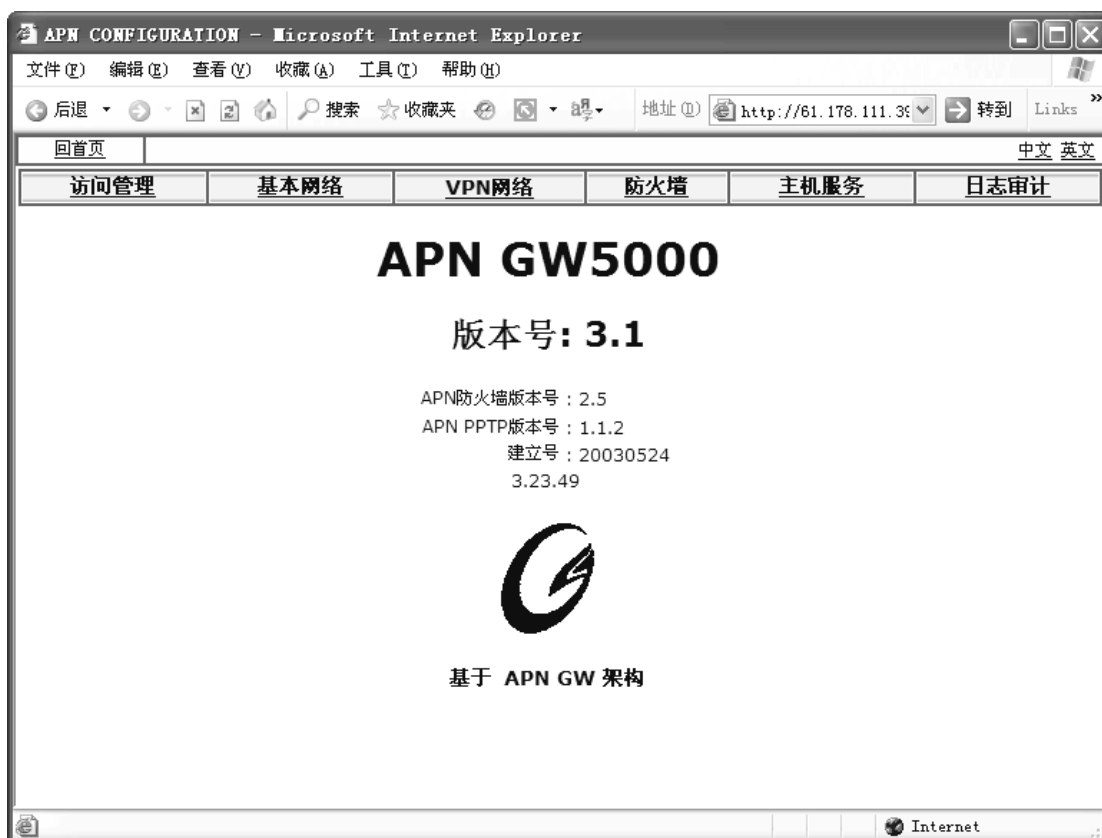 APN CONFIGURATION - Microsoft Internet Explorer
文件(F) 编辑(E) 查看(V) 收藏(A) 工具(T) 帮助(H)
后退 搜索 收藏夹 地址(D) http://61.178.111.39 转到 Links »
回首页 中文 英文
访问管理 基本网络 VPN网络 防火墙 主机服务 日志审计
APN GW5000
版本号: 3.1
APN防火墙版本号 : 2.5
APN PPTP版本号 : 1.1.2
建立号 : 20030524
3.23.49
基于 APN GW 架构
Internet